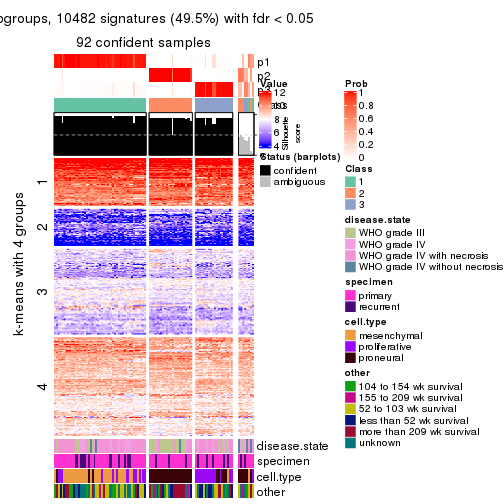 ogroups, 10482 signatures (49.5%) with fdr < 0.05
92 confident samples
p1
p2
p3
Value
12
10
8
6
4
Silhouette
score
Prob
1
0.8
0.6
0.4
0.2
0
Status (barplots)
confident
ambiguous
Class
1
2
3
disease.state
WHO grade III
WHO grade IV
WHO grade IV with necrosis
WHO grade IV without necrosis
specimen
primary
recurrent
cell.type
mesenchymal
proliferative
proneural
other
104 to 154 wk survival
155 to 209 wk survival
52 to 103 wk survival
less than 52 wk survival
more than 209 wk survival
unknown
k-means with 4 groups
1
2
3
4
disease.state
specimen
cell.type
other